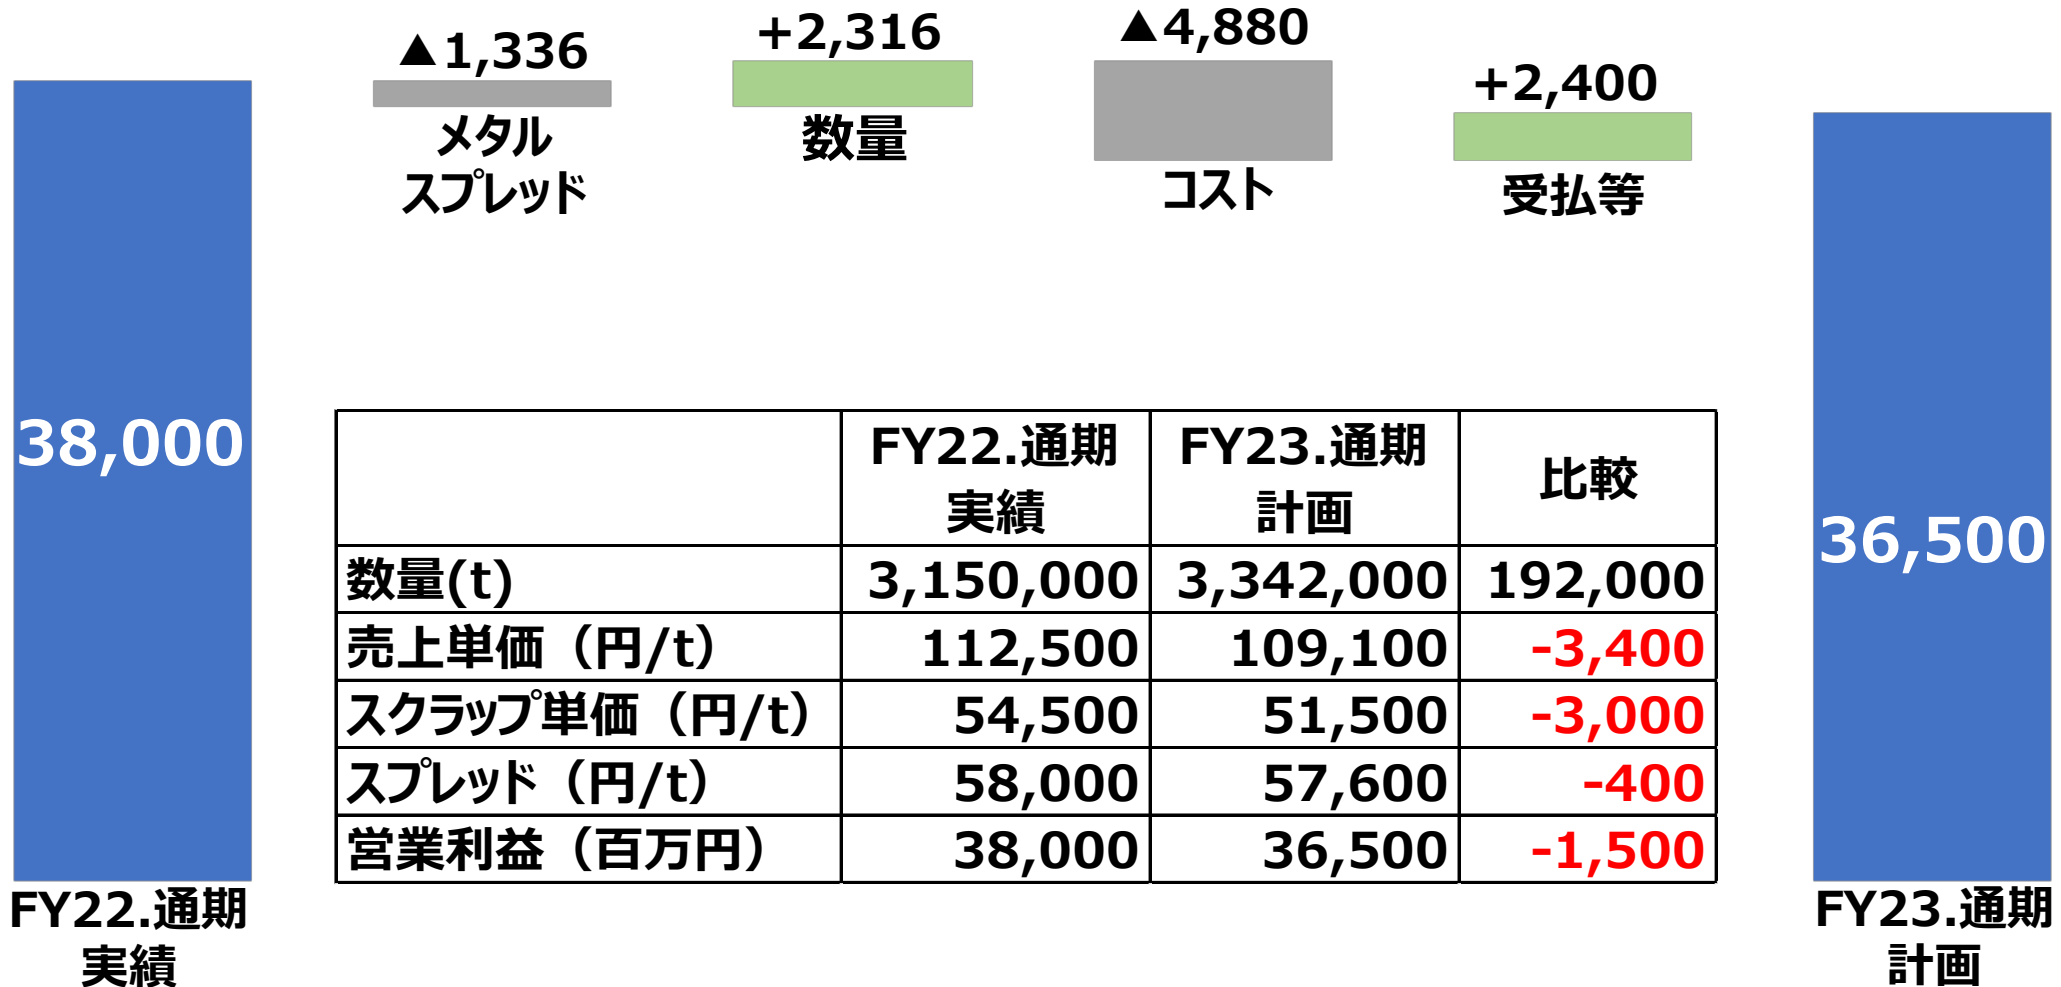 ▲1,336
+2,316
▲4,880
+2,400
メタル
スプレッド
数量
コスト
受払等
38,000
36,500
FY22.通期
実績
FY23.通期
計画
比較
数量(t) 3,150,000 3,342,000 192,000
売上単価（円/t） 112,500 109,100 -3,400
スクラップ単価（円/t） 54,500 51,500 -3,000
スプレッド（円/t） 58,000 57,600 -400
営業利益（百万円） 38,000 36,500 -1,500
FY22.通期
実績
FY23.通期
計画